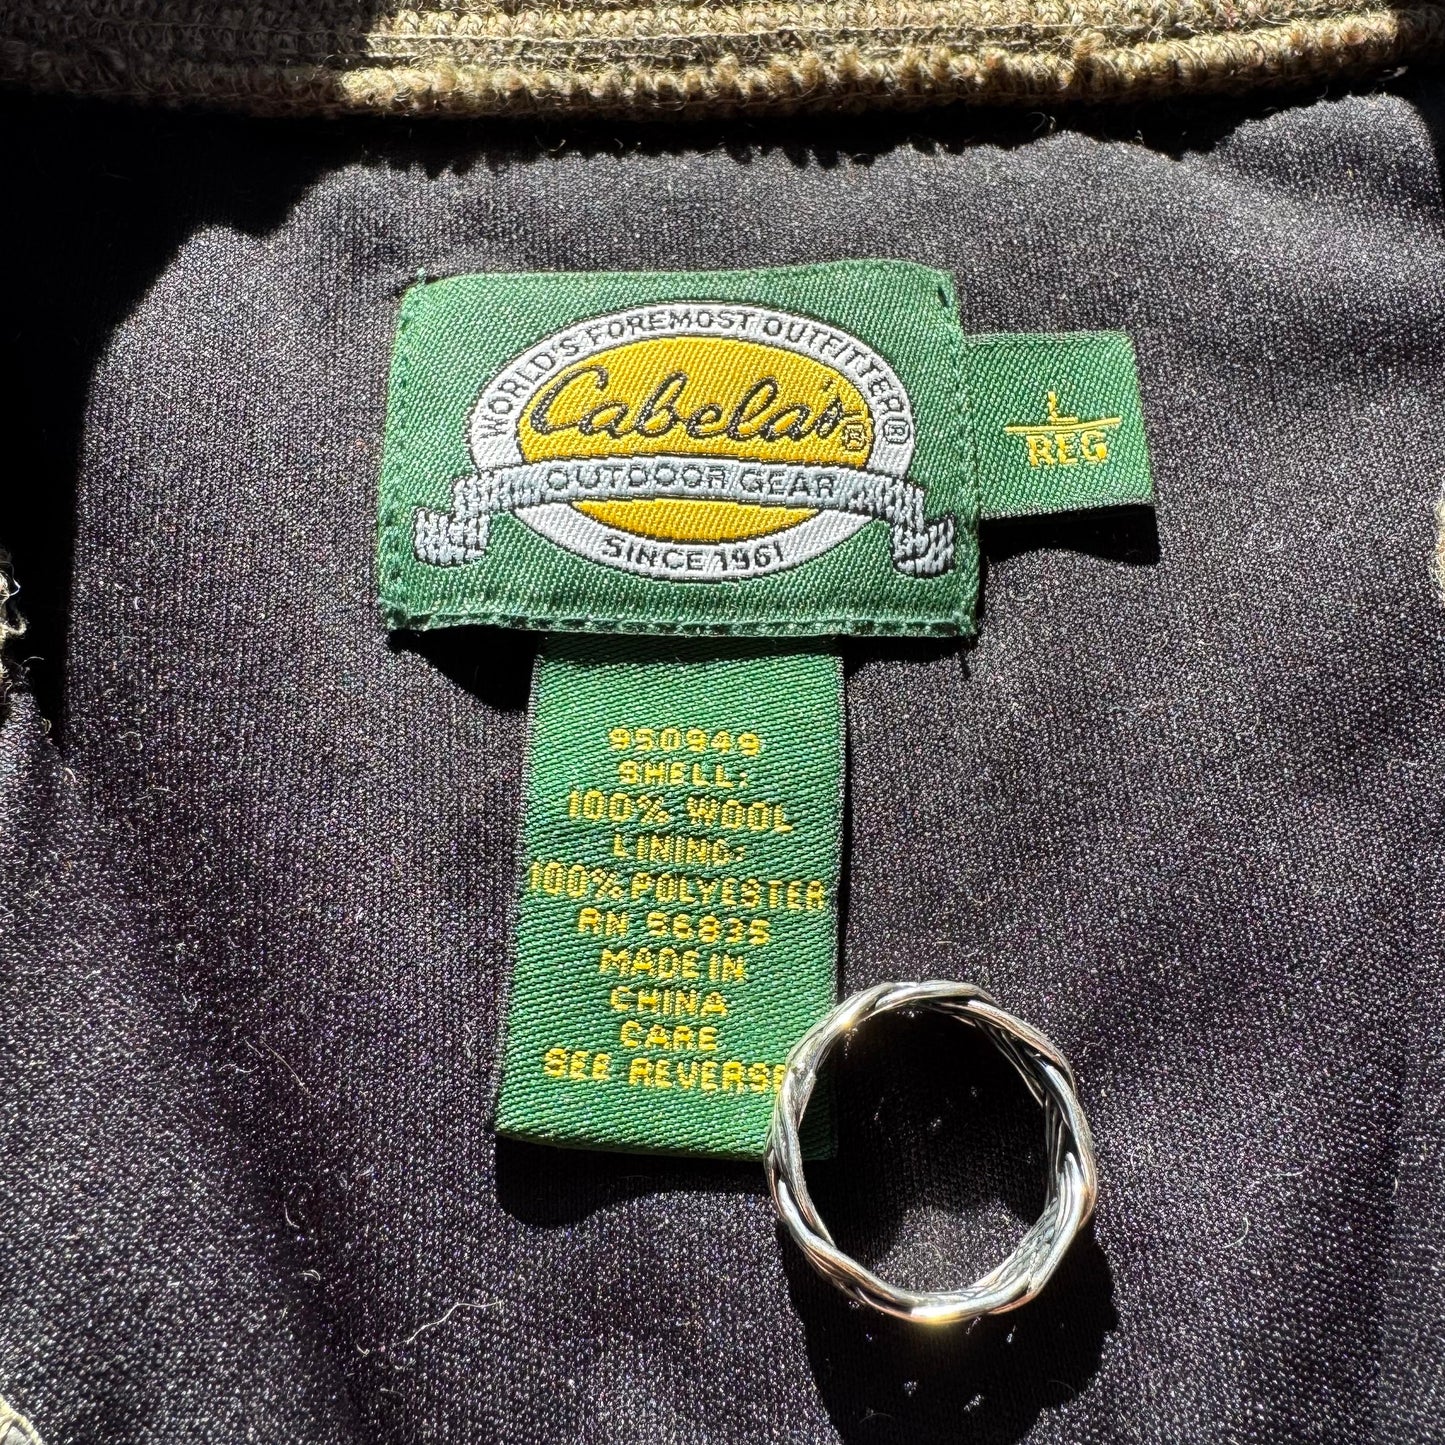 WORLD'S FOREMOST OUTFITTER®
Cabela's®
OUTDOOR GEAR
SINCE 1961
L
REG
950949
SHELL:
100% WOOL
LINING:
100% POLYESTER
RN 56835
MADE IN
CHINA
CARE
SEE REVERSE